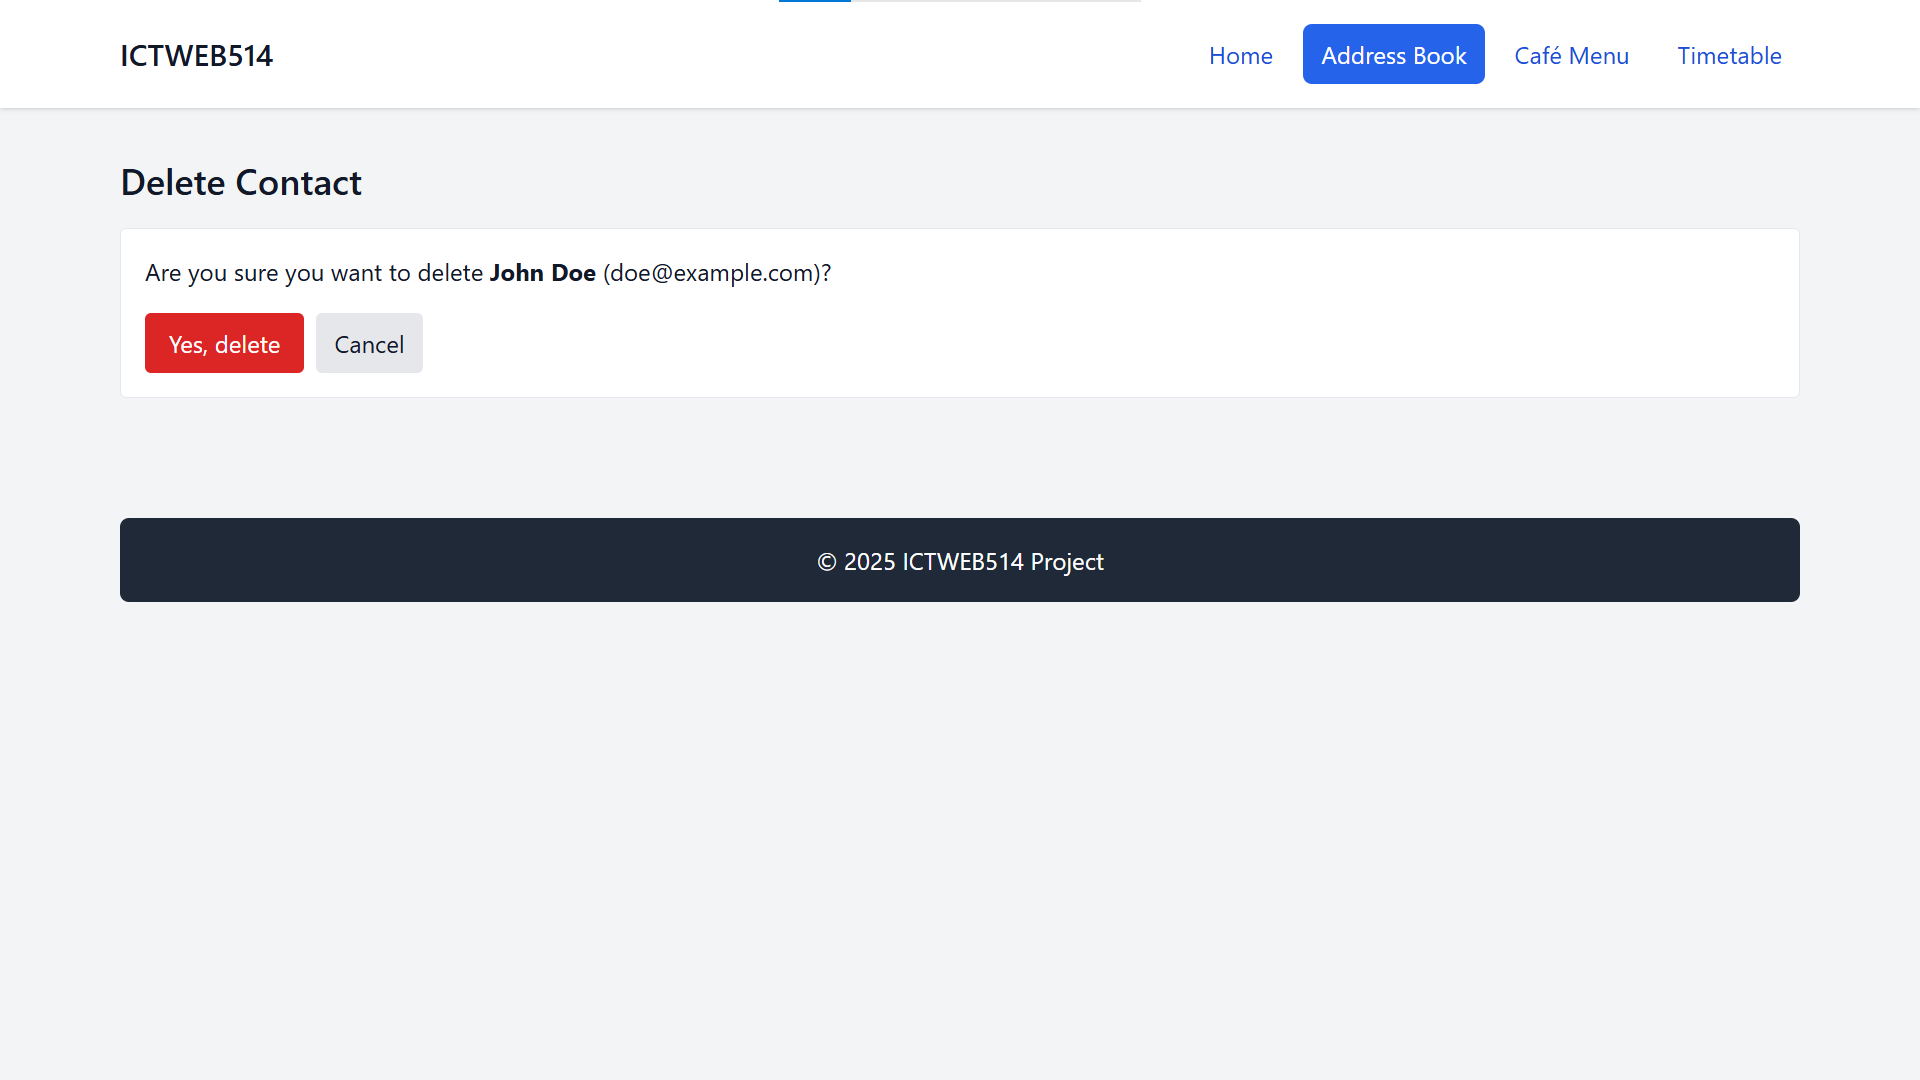 ICTWEB514
Home
Address Book
Café Menu
Timetable
Delete Contact
Are you sure you want to delete John Doe (doe@example.com)?
Yes, delete
Cancel
© 2025 ICTWEB514 Project